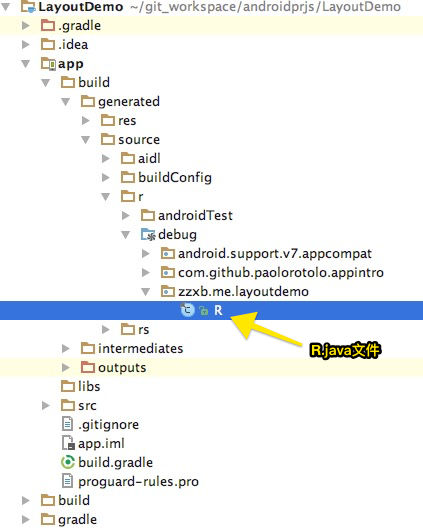 LayoutDemo ~/git_workspace/androidprjs/LayoutDemo
.gradle
.idea
app
build
generated
res
source
aidl
buildConfig
r
androidTest
debug
android.support.v7.appcompat
com.github.paolorotolo.appintro
zzxb.me.layoutdemo
R
rs
R.java文件
intermediates
outputs
libs
src
.gitignore
app.iml
build.gradle
proguard-rules.pro
build
gradle